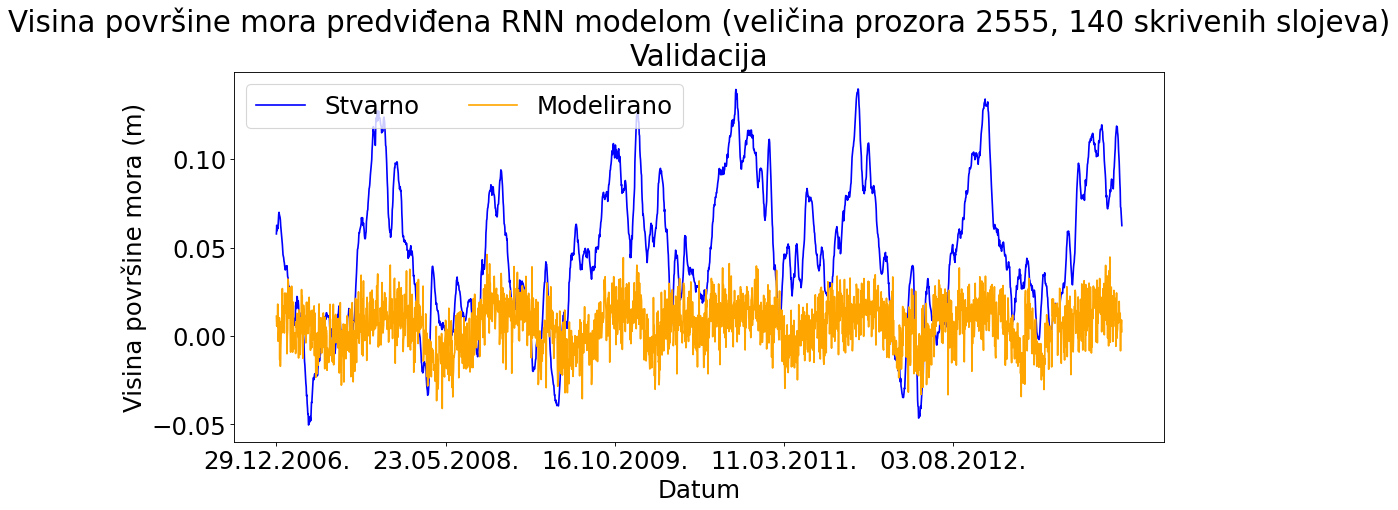 Visina površine mora predviđena RNN modelom (veličina prozora 2555, 140 skrivenih slojeva)
Validacija
Stvarno Modelirano
Visina površine mora (m)
0.10
0.05
0.00
−0.05
29.12.2006. 23.05.2008. 16.10.2009. 11.03.2011. 03.08.2012.
Datum